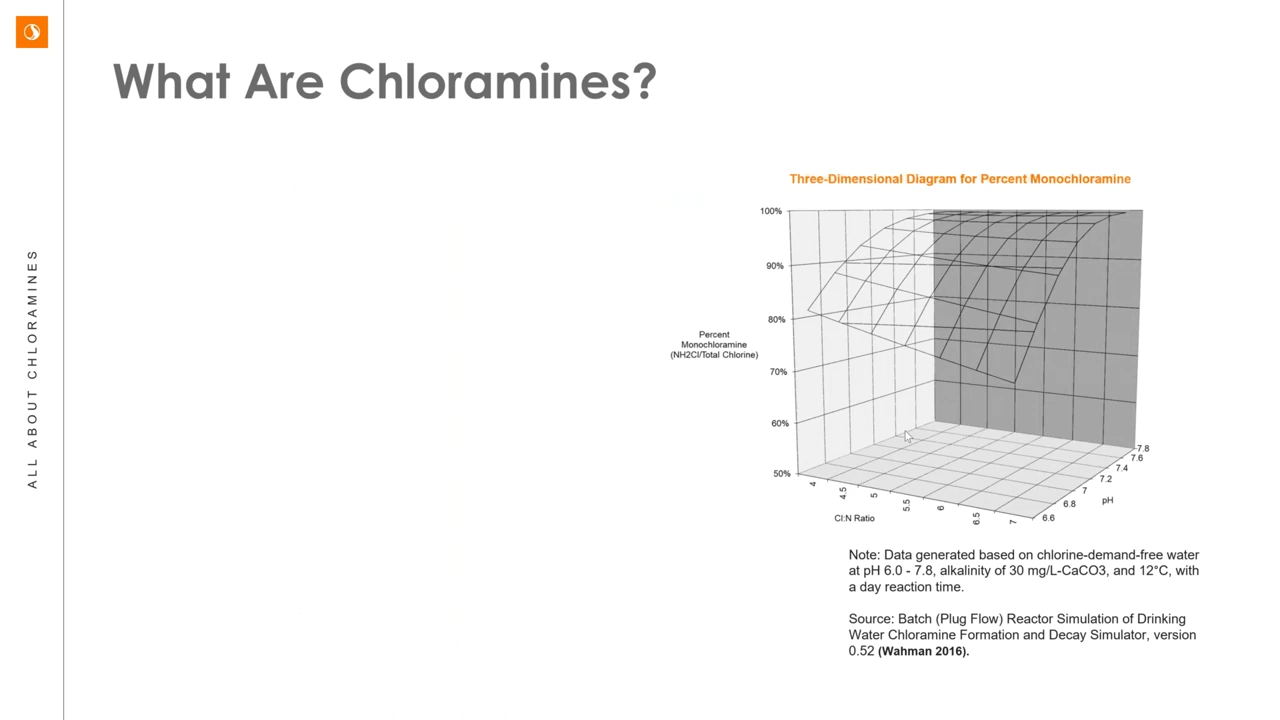 What Are Chloramines?
ALL ABOUT CHLORAMINES
Three-Dimensional Diagram for Percent Monochloramine
100%
90%
80%
70%
60%
50%
Percent
Monochloramine
(NH2Cl/Total Chlorine)
4
4.5
5
5.5
6
6.5
7
Cl:N Ratio
6.6
6.8
7
7.2
7.4
7.6
7.8
pH
Note: Data generated based on chlorine-demand-free water
at pH 6.0 - 7.8, alkalinity of 30 mg/L-CaCO3, and 12°C, with
a day reaction time.
Source: Batch (Plug Flow) Reactor Simulation of Drinking
Water Chloramine Formation and Decay Simulator, version
0.52 (Wahman 2016).